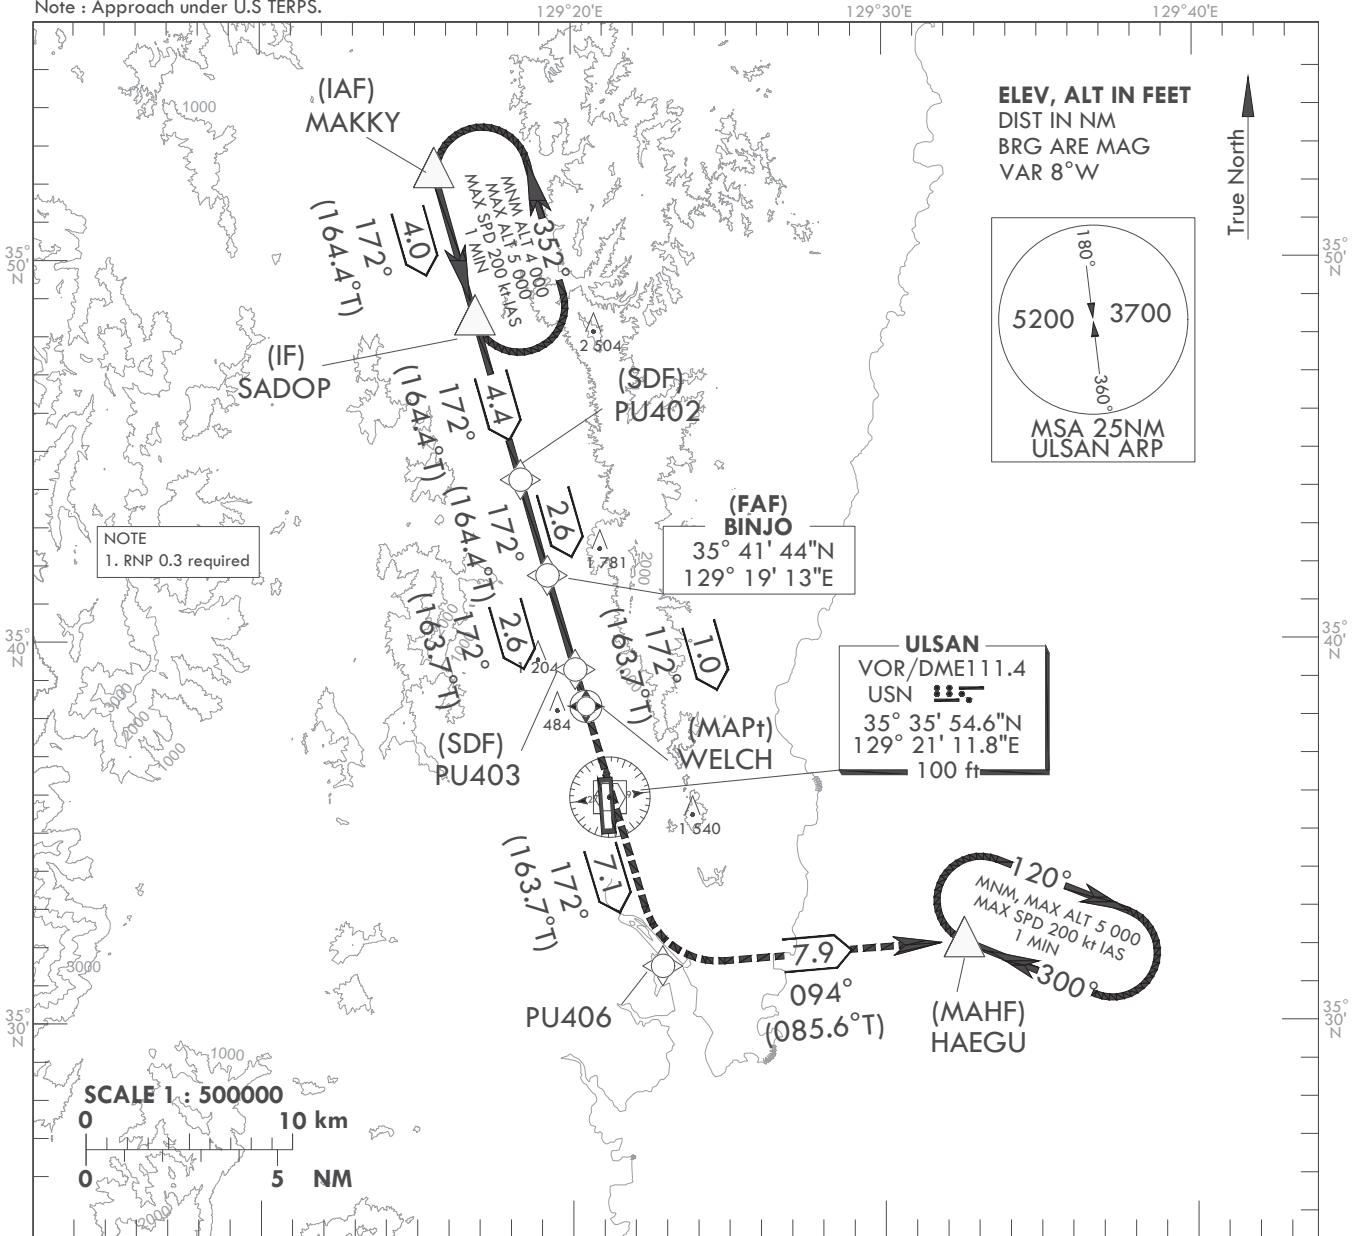 Note : Approach under U.S TERPS.
129°20'E
129°30'E
129°40'E
(IAF)
MAKKY
1000
ELEV, ALT IN FEET
DIST IN NM
BRG ARE MAG
VAR 8°W
True North
MNM ALT 4 000
MAX ALT 5 000
MAX SPD 200 kt IAS
1 MIN
352°
4.0
172°
(164.4°T)
35°
50'
N
35°
50'
N
180°
5200
3700
360°
MSA 25NM
ULSAN ARP
2 504
(IF)
SADOP
(SDF)
PU402
4.4
172°
(164.4°T)
2.6
172°
(164.4°T)
(FAF)
BINJO
35° 41' 44"N
129° 19' 13"E
NOTE
1. RNP 0.3 required
1 781
2000
2.6
172°
(163.7°T)
1.0
172°
(163.7°T)
35°
40'
N
35°
40'
N
1 204
484
3000
2000
1000
ULSAN
VOR/DME111.4
USN
35° 35' 54.6"N
129° 21' 11.8"E
100 ft
(SDF)
PU403
(MAPt)
WELCH
1 540
7.1
172°
(163.7°T)
120°
MNM, MAX ALT 5 000
MAX SPD 200 kt IAS
1 MIN
300°
7.9
094°
(085.6°T)
3000
PU406
(MAHF)
HAEGU
35°
30'
N
35°
30'
N
1000
SCALE 1 : 500000
0 10 km
0 5 NM
2000